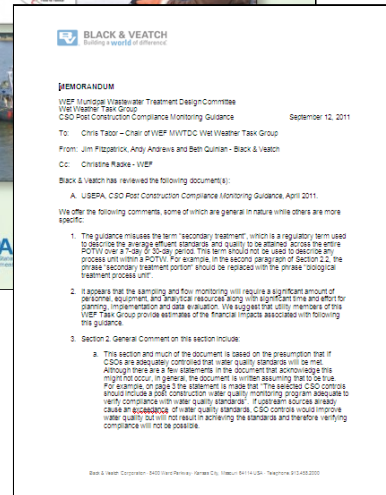 BLACK & VEATCH
Building a world of difference
MEMORANDUM
WEF Municipal Wastewater Treatment Design Committee
Wet Weather Task Group
CSO Post Construction Compliance Monitoring Guidance September 12, 2011
To: Chris Tabor – Chair of WEF MWTDC Wet Weather Task Group
From: Jim Fitzpatrick, Andy Andrews and Beth Quinlan - Black & Veatch
Cc: Christine Radke - WEF
Black & Veatch has reviewed the following document(s):
A. USEPA, CSO Post Construction Compliance Monitoring Guidance, April 2011.
We offer the following comments, some of which are general in nature while others are more
specific:
1. The guidance misuses the term "secondary treatment", which is a regulatory term used
to describe the average effluent standards and quality to be attained across the entire
POTW over a 7-day or 30-day period. This term should not be used to describe any
process unit within a POTW. For example, in the second paragraph of Section 2.2, the
phrase "secondary treatment portion" should be replaced with the phrase "biological
treatment process unit".
2. It appears that the sampling and flow monitoring will require a significant amount of
personnel, equipment, and analytical resources along with significant time and effort for
planning, implementation and data evaluation. We suggest that utility members of this
WEF Task Group provide estimates of the financial impacts associated with following
this guidance.
3. Section 2. General Comment on this section include:
a. This section and much of the document is based on the presumption that if
CSOs are adequately controlled that water quality standards will be met.
Although there are a few statements in the document that acknowledge this
might not occur, in general, the document is written assuming that to be true.
For example, on page 5 the statement is made that "The selected CSO controls
should include a post construction water quality monitoring program adequate to
verify compliance with water quality standards". If upstream sources already
cause an exceedance of water quality standards, CSO controls would improve
water quality but will not result in achieving the standards and therefore verifying
compliance will not be possible.
Black & Veatch Corporation · 8400 Ward Parkway · Kansas City, Missouri 64114 USA · Telephone: 913.458.2000